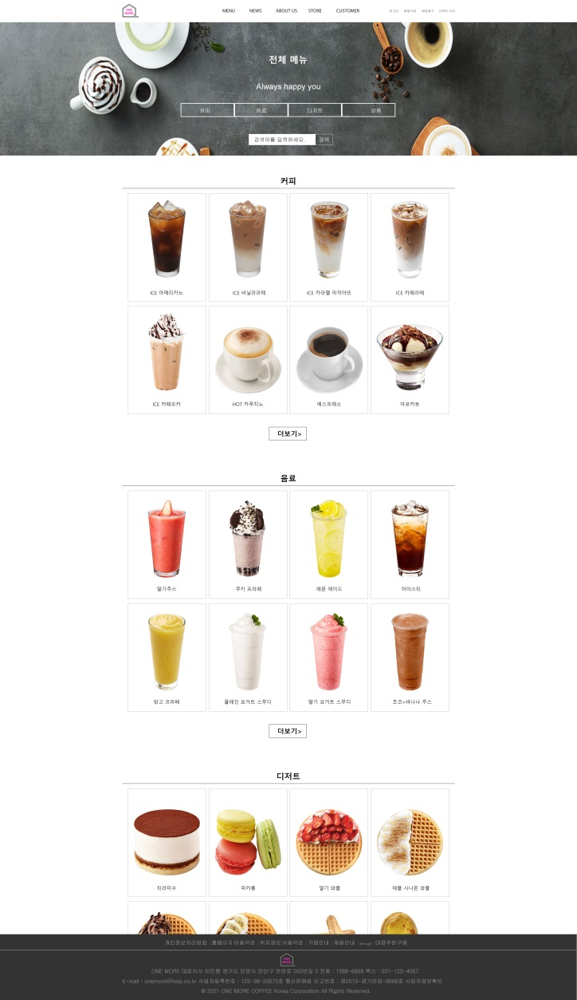 ONE
MORE
MENU NEWS ABOUT US STORE CUSTOMER
로그인 회원가입
전체 메뉴
Always happy you
커피 음료 디저트 상품
검색어를 입력하세요. 검색
커피
ICE 아메리카노 ICE 바닐라라떼 ICE 카라멜 마끼아또 ICE 카페라떼
ICE 카페모카 HOT 카푸치노 에스프레소 아포카토
더보기>
음료
딸기주스 쿠키 프라페 레몬 에이드 아이스티
망고 프라페 플레인 요거트 스무디 딸기 요거트 스무디 초코+바나나 주스
더보기>
디저트
티라미수 마카롱 딸기 와플 애플 시나몬 와플
개인정보처리방침 | 홈페이지 이용약관 | 위치정보 이용약관 | 가맹안내 | 채용안내 | 대량쿠폰구매
ONE
MORE
ONE MORE 대표이사 이민형 경기도 안양시 만안구 만안로 000번길 0 전화 : 1588-6668 팩스 : 031-123-4567
E-mail : onemore@help.co.kr 사업자등록번호 : 123-38-33675호 통신판매업 신고번호 : 제2013-경기안양-6668호 사업자정보확인
© 2021 ONE MORE COFFEE Korea Corporation All Rights Reserved.